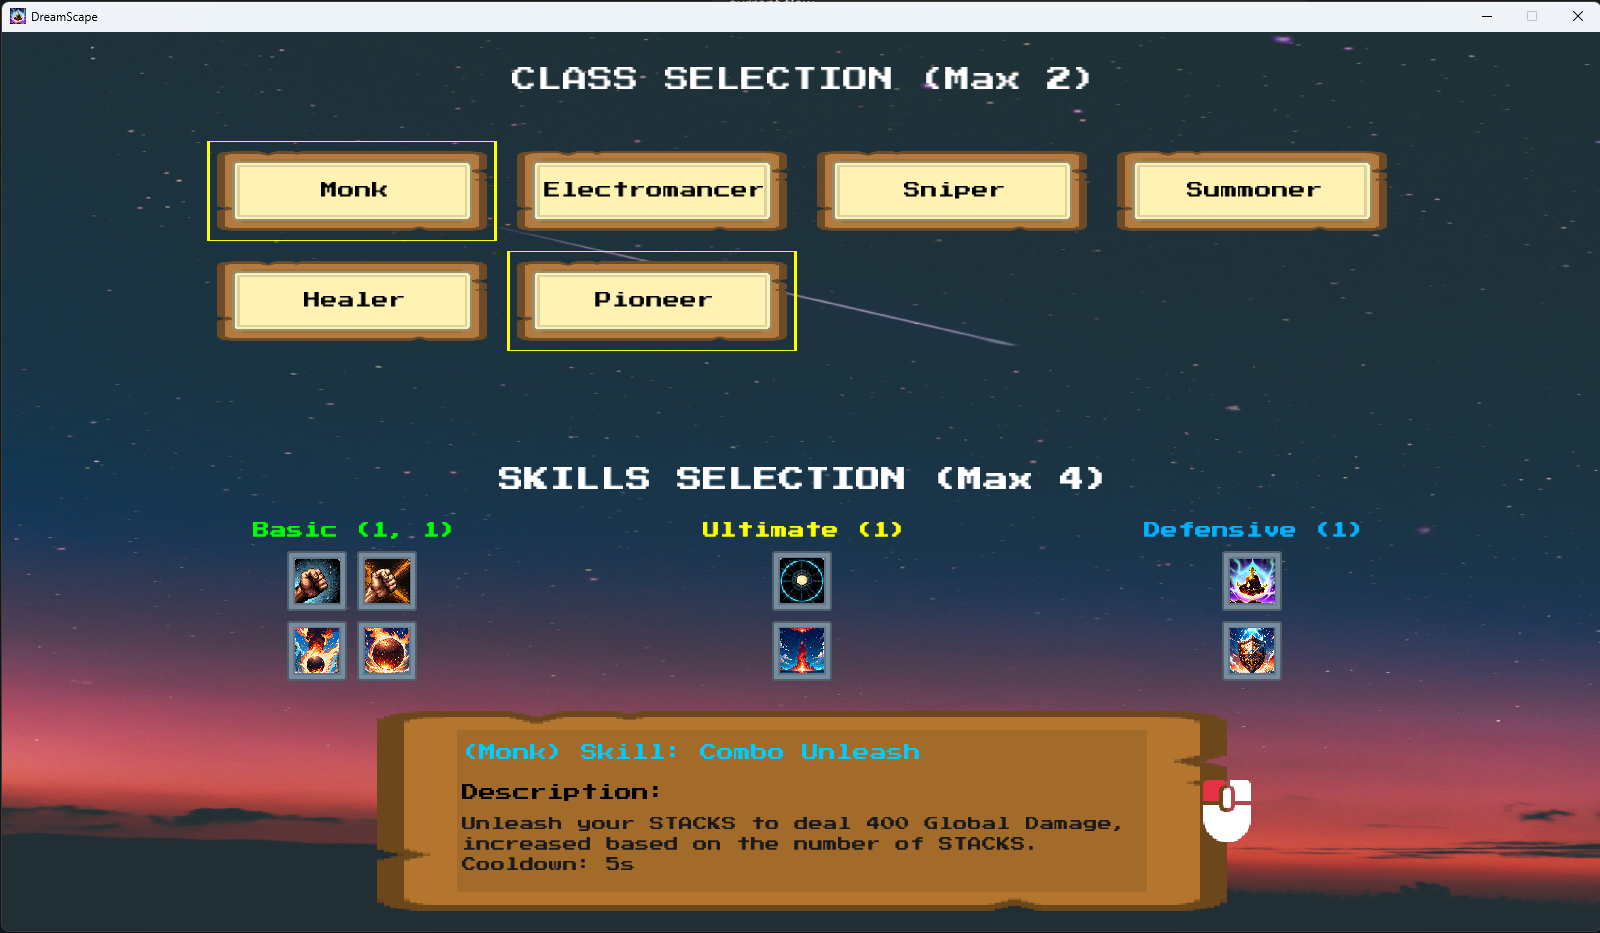 DreamScape
CLASS SELECTION (Max 2)
Monk
Electromancer
Sniper
Summoner
Healer
Pioneer
SKILLS SELECTION (Max 4)
Basic (1, 1)
Ultimate (1)
Defensive (1)
(Monk) Skill: Combo Unleash
Description:
Unleash your STACKS to deal 400 Global Damage,
increased based on the number of STACKS.
Cooldown: 5s